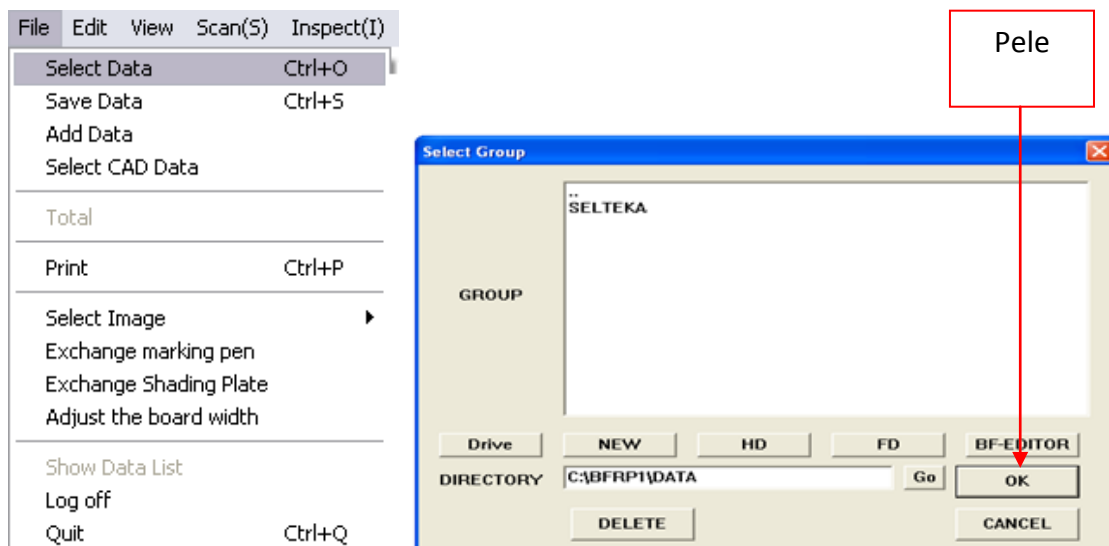 File Edit View Scan(S) Inspect(I)
Select Data Ctrl+O
Save Data Ctrl+S
Add Data
Select CAD Data
Total
Print Ctrl+P
Select Image
Exchange marking pen
Exchange Shading Plate
Adjust the board width
Show Data List
Log off
Quit Ctrl+Q
Pele
Select Group
..
SELTEKA
GROUP
Drive NEW HD FD BF-EDITOR
DIRECTORY C:\BFRP1\DATA Go OK
DELETE CANCEL